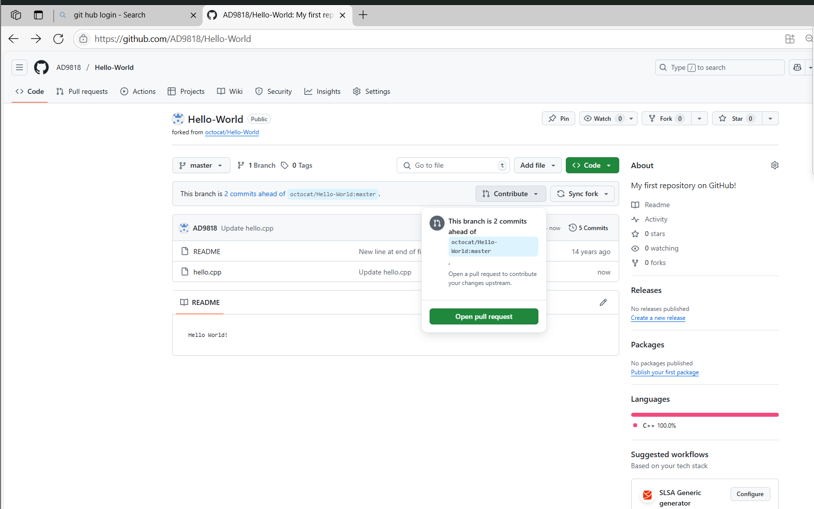 git hub login - Search
AD9818/Hello-World: My first rep
https://github.com/AD9818/Hello-World
AD9818 / Hello-World
Type / to search
Code
Pull requests
Actions
Projects
Wiki
Security
Insights
Settings
Hello-World Public
forked from octocat/Hello-World
Pin
Watch 0
Fork 0
Star 0
master
1 Branch
0 Tags
Go to file t
Add file
Code
This branch is 2 commits ahead of octocat/Hello-World:master .
Contribute
Sync fork
This branch is 2 commits
ahead of
octocat/Hello-
World:master
.
Open a pull request to contribute
your changes upstream.
Open pull request
AD9818 Update hello.cpp
now
5 Commits
README New line at end of fi 14 years ago
hello.cpp Update hello.cpp now
README
Hello World!
About
My first repository on GitHub!
Readme
Activity
0 stars
0 watching
0 forks
Releases
No releases published
Create a new release
Packages
No packages published
Publish your first package
Languages
C++ 100.0%
Suggested workflows
Based on your tech stack
SLSA Generic
generator
Configure